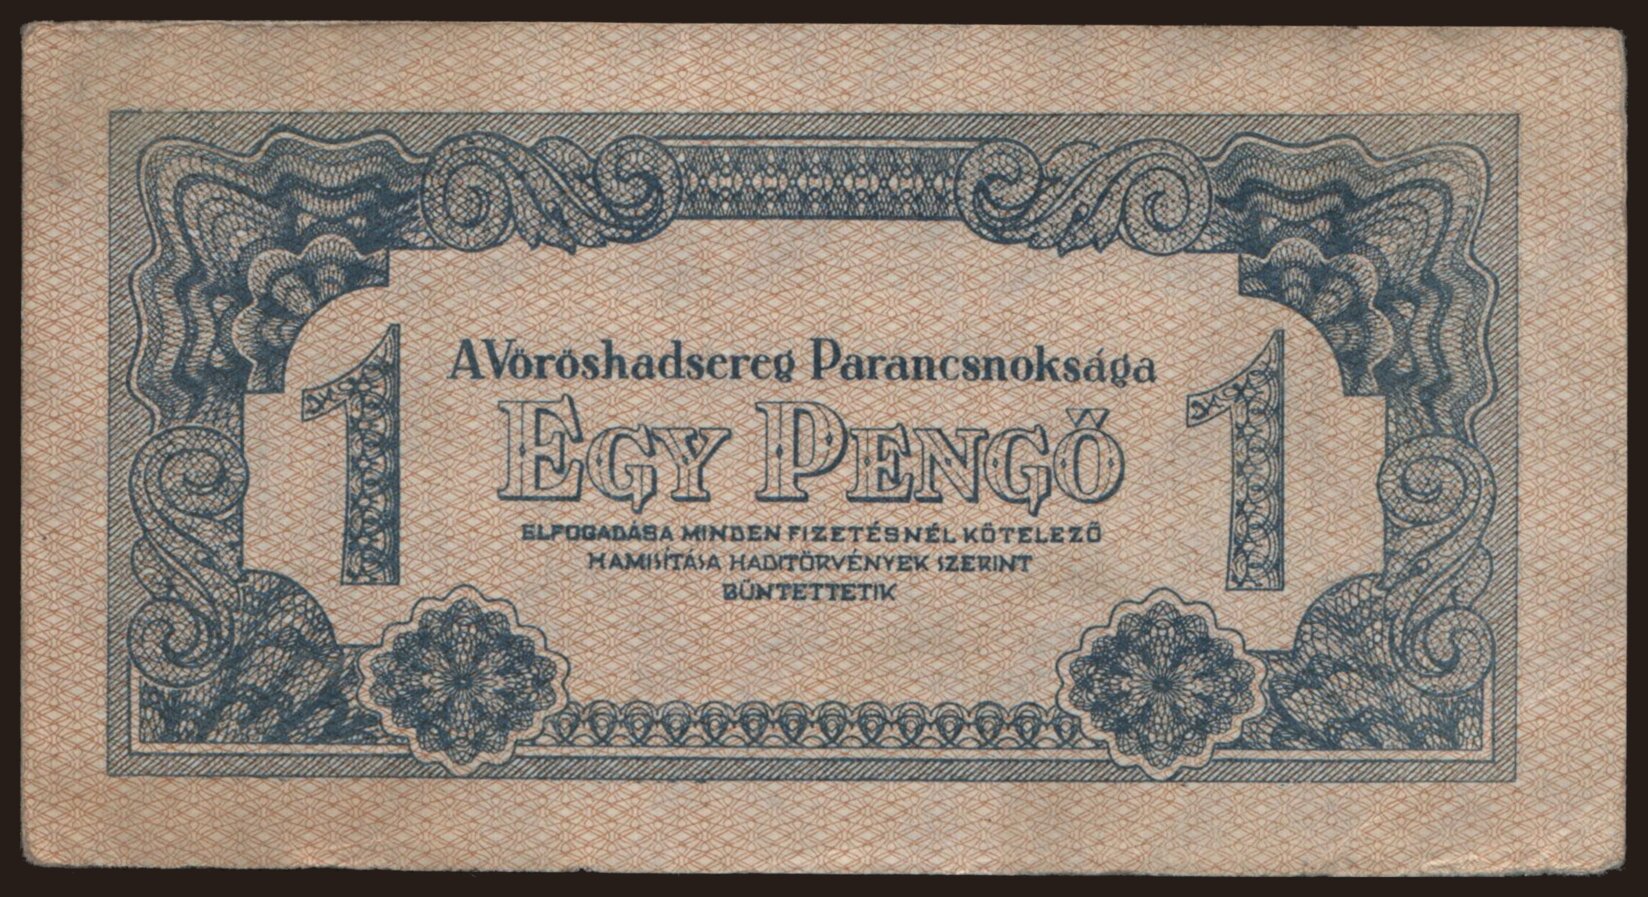 A Vöröshadsereg Parancsnoksága
1 EGY PENGŐ 1
ELFOGADÁSA MINDEN FIZETÉSNÉL KÖTELEZŐ
HAMISÍTÁSA HADITÖRVÉNYEK SZERINT
BÜNTETTETIK